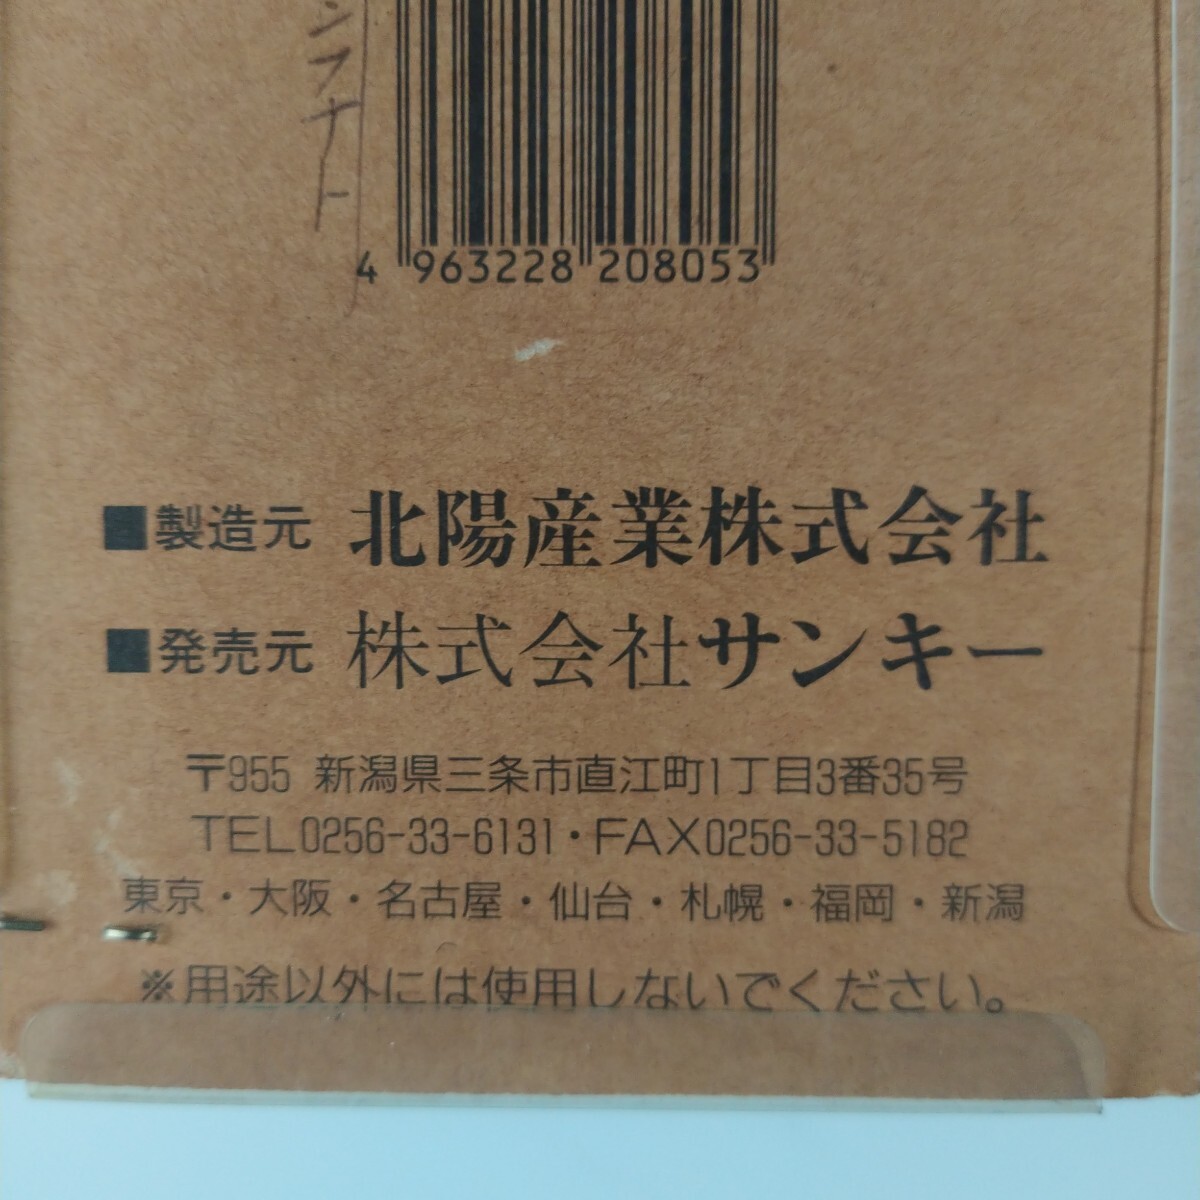 4 963228 208053
■製造元 北陽産業株式会社
■発売元 株式会社サンキー
〒955 新潟県三条市直江町1丁目3番35号
TEL0256-33-6131・FAX0256-33-5182
東京・大阪・名古屋・仙台・札幌・福岡・新潟
※用途以外には使用しないでください。